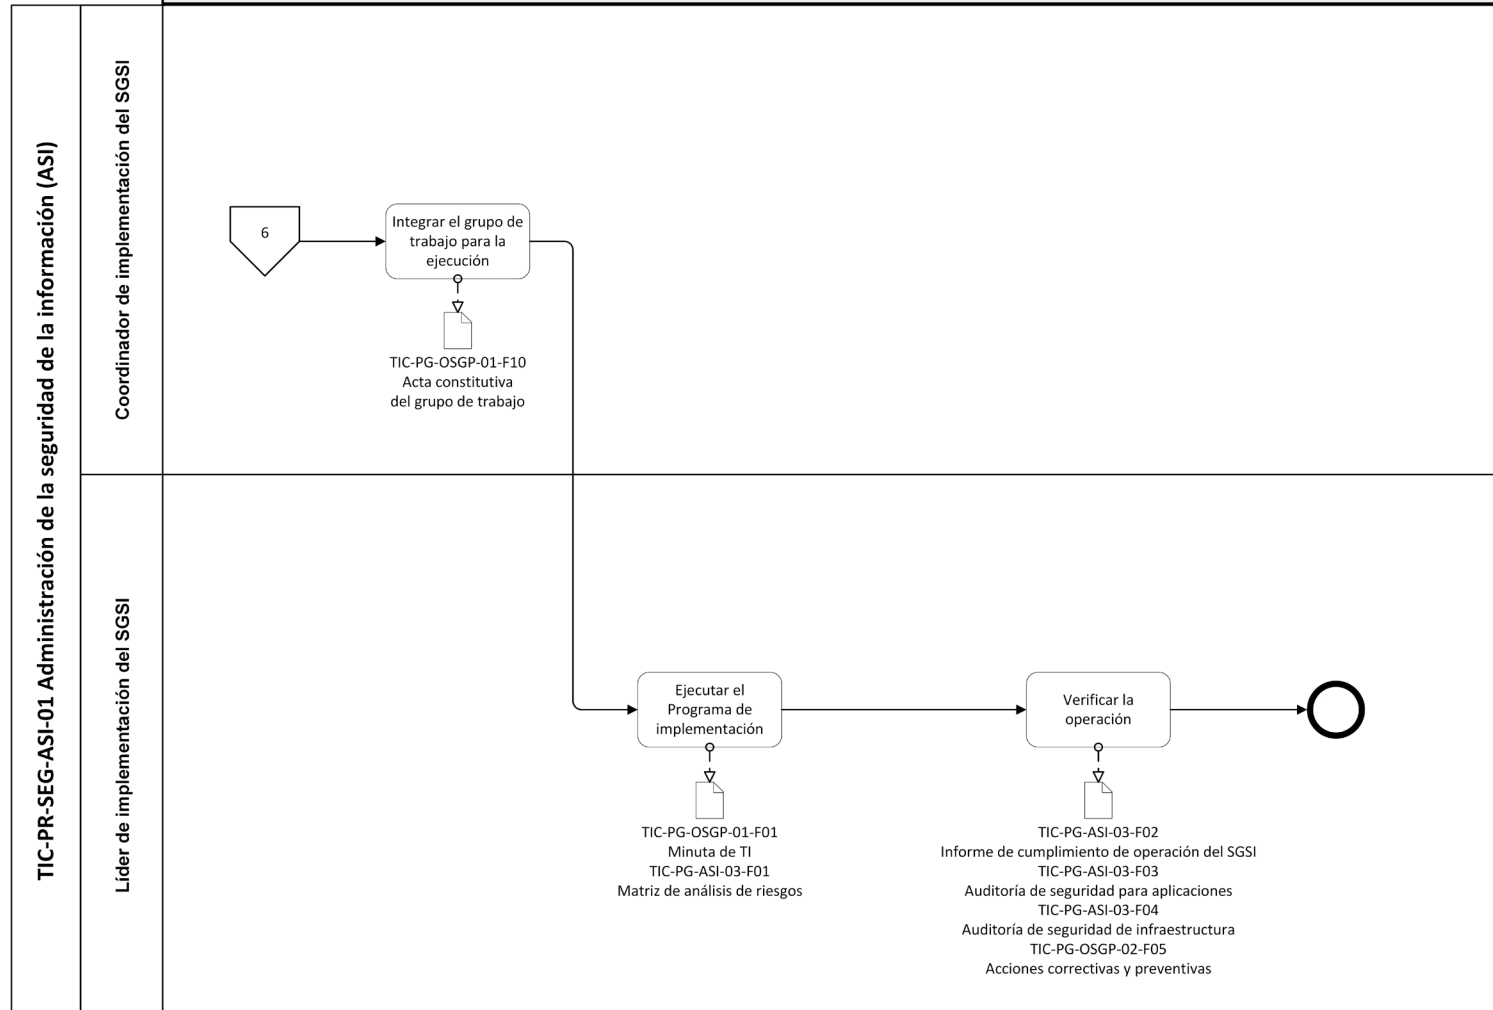 TIC-PR-SEG-ASI-01 Administración de la seguridad de la información (ASI)
Coordinador de implementación del SGSI
6
Integrar el grupo de
trabajo para la
ejecución
TIC-PG-OSGP-01-F10
Acta constitutiva
del grupo de trabajo
Líder de implementación del SGSI
Ejecutar el
Programa de
implementación
TIC-PG-OSGP-01-F01
Minuta de TI
TIC-PG-ASI-03-F01
Matriz de análisis de riesgos
Verificar la
operación
TIC-PG-ASI-03-F02
Informe de cumplimiento de operación del SGSI
TIC-PG-ASI-03-F03
Auditoría de seguridad para aplicaciones
TIC-PG-ASI-03-F04
Auditoría de seguridad de infraestructura
TIC-PG-OSGP-02-F05
Acciones correctivas y preventivas